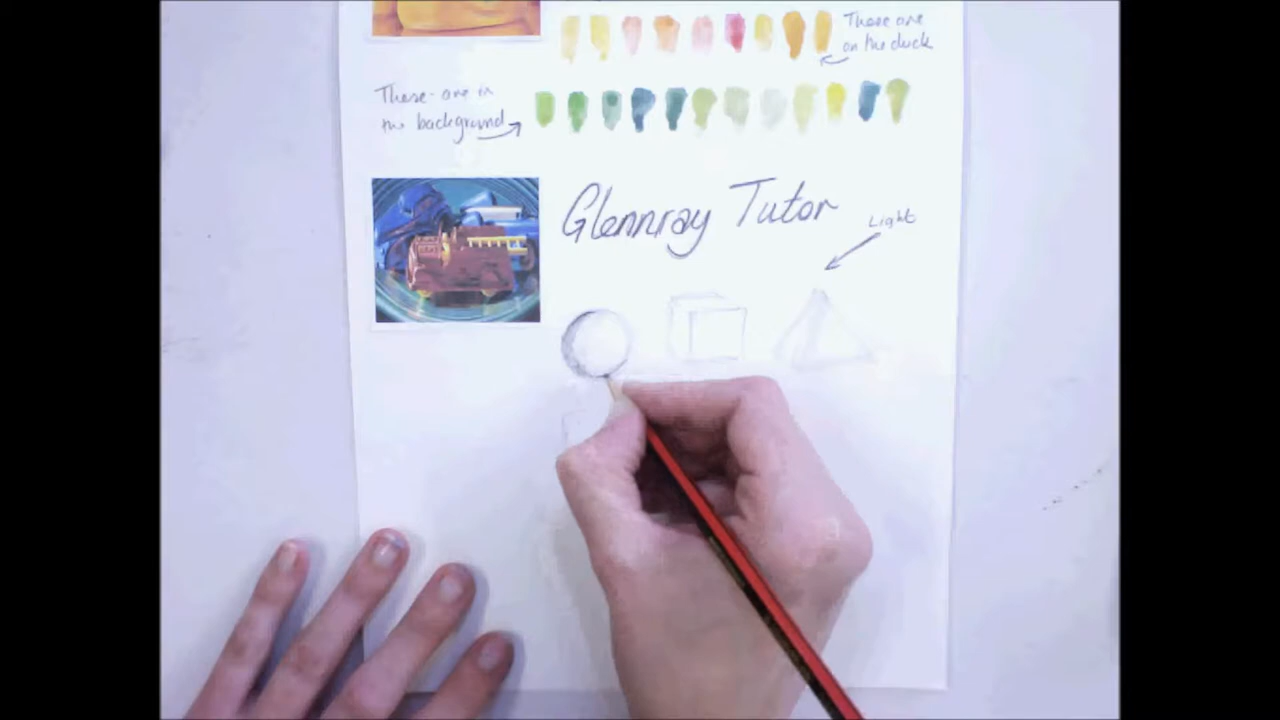 These are
on the duck
These are in
the background
Glennray Tutor
Light